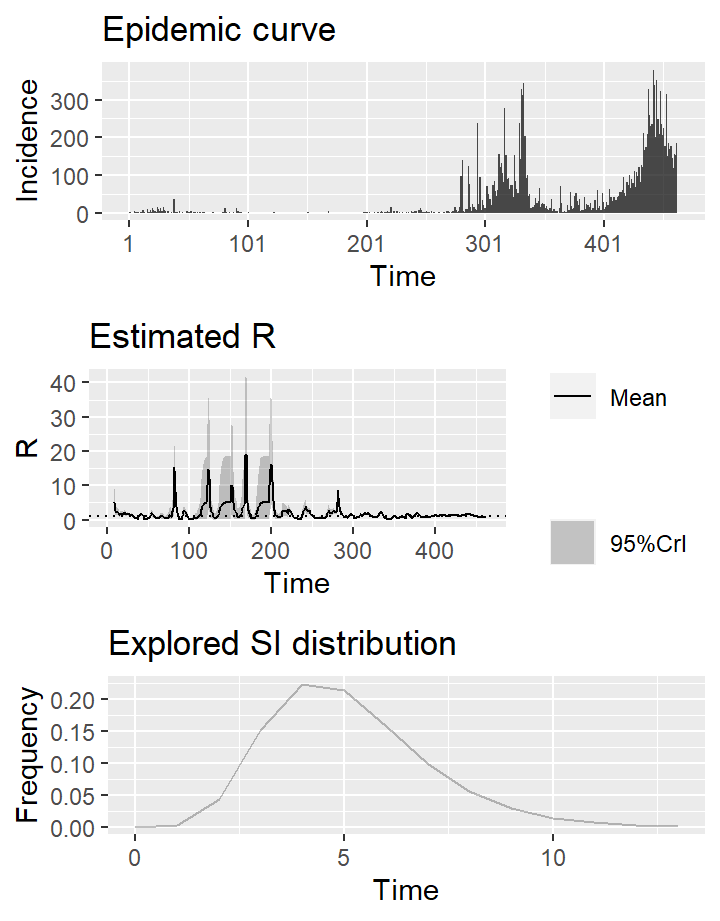 Epidemic curve
Incidence
300
200
100
0
1
101
201
301
401
Time
Estimated R
R
40
30
20
10
0
0
100
200
300
400
Time
Mean
95%CrI
Explored SI distribution
Frequency
0.20
0.15
0.10
0.05
0.00
0
5
10
Time